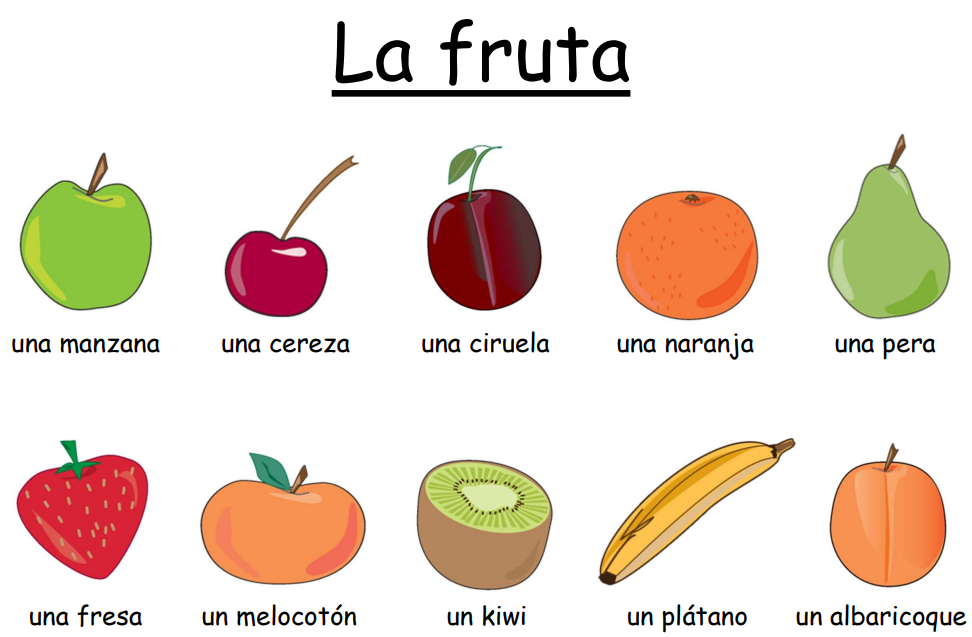 La fruta
una manzana una cereza una ciruela una naranja una pera
una fresa un melocotón un kiwi un plátano un albaricoque